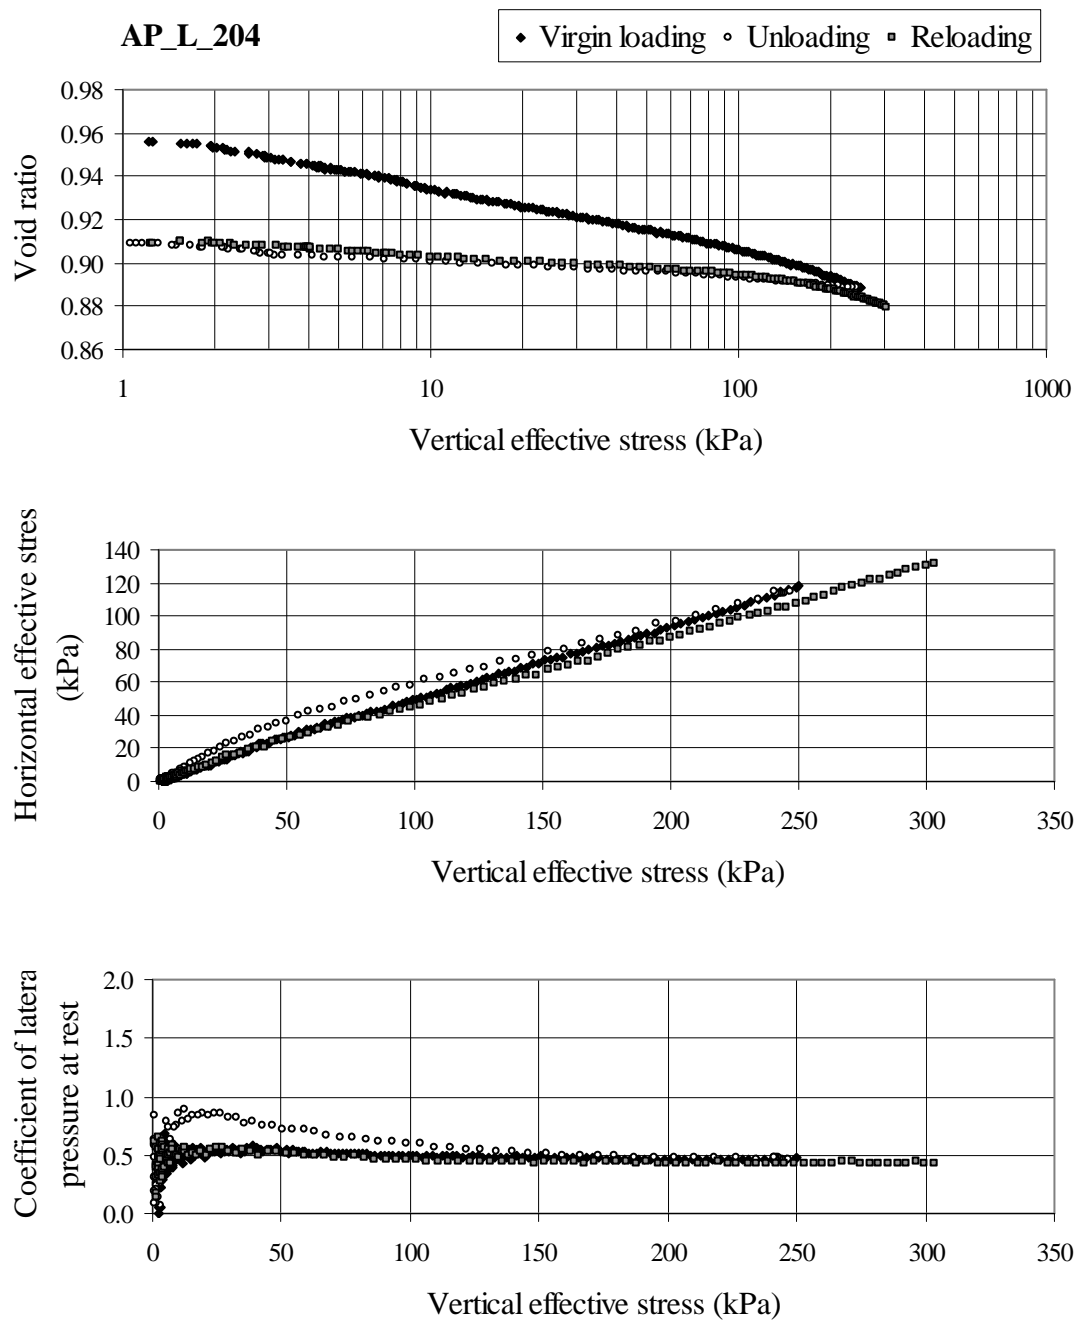 AP_L_204
Virgin loading Unloading Reloading
Void ratio
0.98
0.96
0.94
0.92
0.90
0.88
0.86
1 10 100 1000
Vertical effective stress (kPa)
Horizontal effective stres
(kPa)
140
120
100
80
60
40
20
0
0 50 100 150 200 250 300 350
Vertical effective stress (kPa)
Coefficient of latera
pressure at rest
2.0
1.5
1.0
0.5
0.0
0 50 100 150 200 250 300 350
Vertical effective stress (kPa)